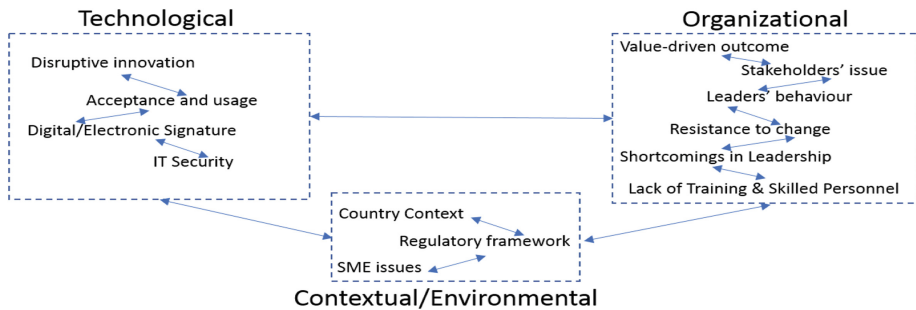 Technological
Disruptive innovation
Acceptance and usage
Digital/Electronic Signature
IT Security
Organizational
Value-driven outcome
Stakeholders’ issue
Leaders’ behaviour
Resistance to change
Shortcomings in Leadership
Lack of Training & Skilled Personnel
Country Context
Regulatory framework
SME issues
Contextual/Environmental